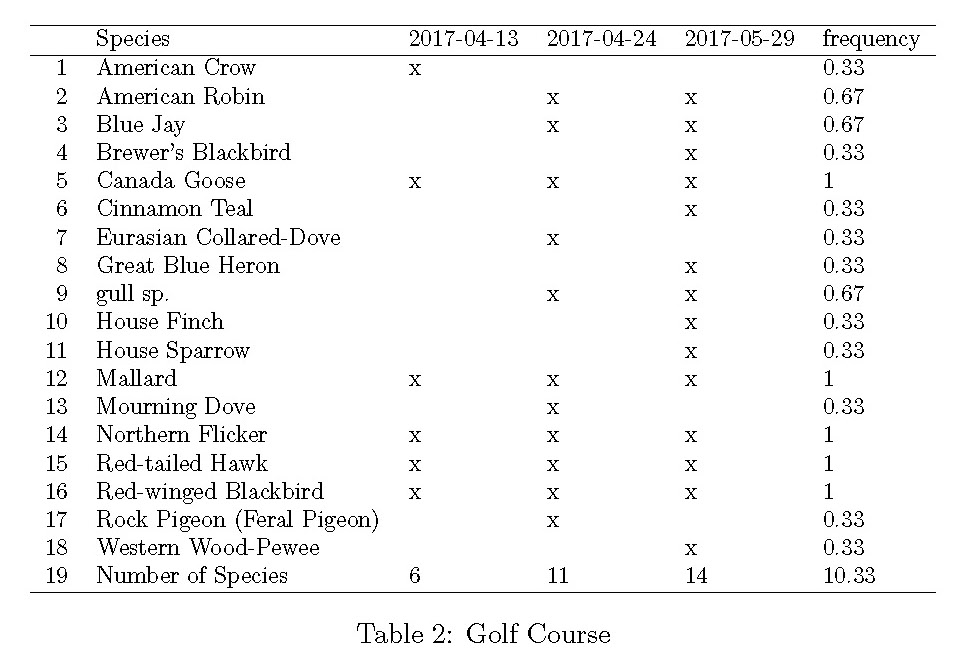 Species 2017-04-13 2017-04-24 2017-05-29 frequency
1 American Crow x 0.33
2 American Robin x x 0.67
3 Blue Jay x x 0.67
4 Brewer's Blackbird x 0.33
5 Canada Goose x x x 1
6 Cinnamon Teal x 0.33
7 Eurasian Collared-Dove x 0.33
8 Great Blue Heron x 0.33
9 gull sp. x x 0.67
10 House Finch x 0.33
11 House Sparrow x 0.33
12 Mallard x x x 1
13 Mourning Dove x 0.33
14 Northern Flicker x x x 1
15 Red-tailed Hawk x x x 1
16 Red-winged Blackbird x x x 1
17 Rock Pigeon (Feral Pigeon) x 0.33
18 Western Wood-Pewee x 0.33
19 Number of Species 6 11 14 10.33
Table 2: Golf Course